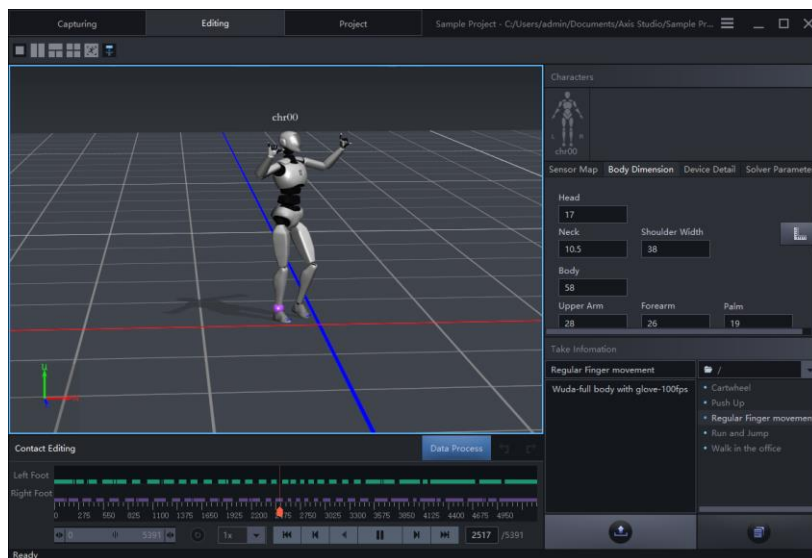 Capturing Editing Project Sample Project - C:/Users/admin/Documents/Axis Studio/Sample Pr...
chr00
Characters
L R
chr00
Sensor Map Body Dimension Device Detail Solver Parameter
Head
17
Neck Shoulder Width
10.5 38
Body
58
Upper Arm Forearm Palm
28 26 19
Take Infomation
Regular Finger movement /
Wuda-full body with glove-100fps
Cartwheel
Push Up
Regular Finger movement
Run and Jump
Walk in the office
Contact Editing Data Process
Left Foot
Right Foot
0 275 550 825 1100 1375 1650 1925 2200 2475 2750 3025 3300 3575 3850 4125 4400 4675 4950
0 5391 1x 2517 /5391
Ready